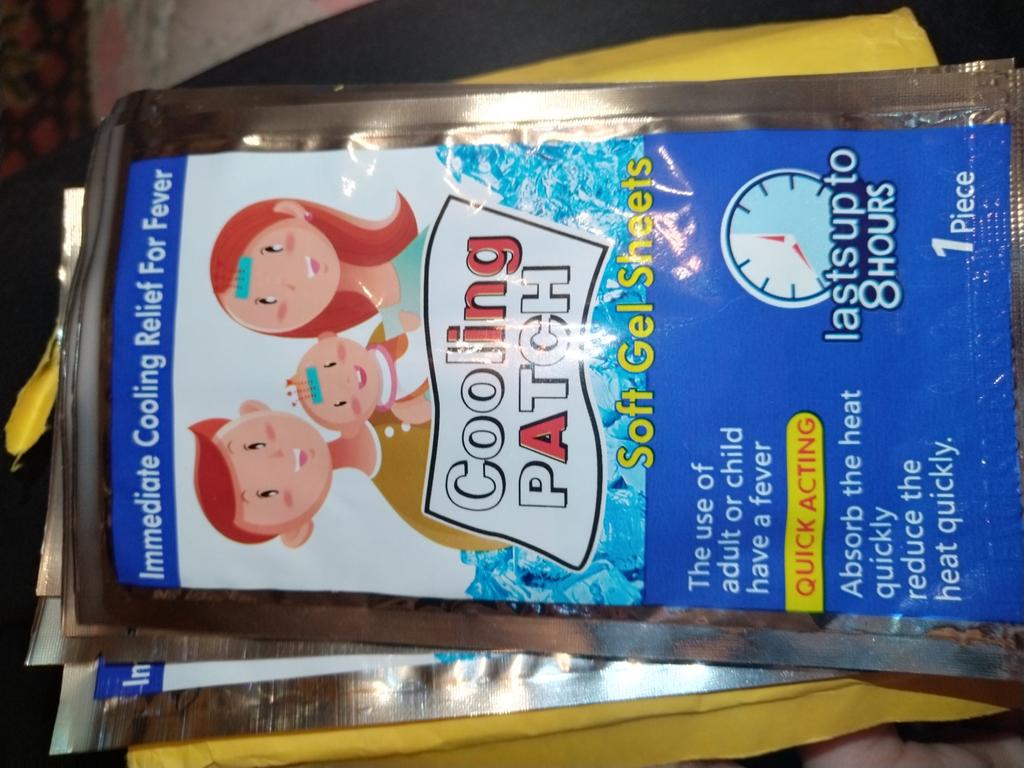 Immediate Cooling Relief For Fever
Cooling
PATCH
Soft Gel Sheets
The use of
adult or child
have a fever
QUICK ACTING
Absorb the heat
quickly
reduce the
heat quickly.
lasts up to
8 HOURS
1 Piece
Im